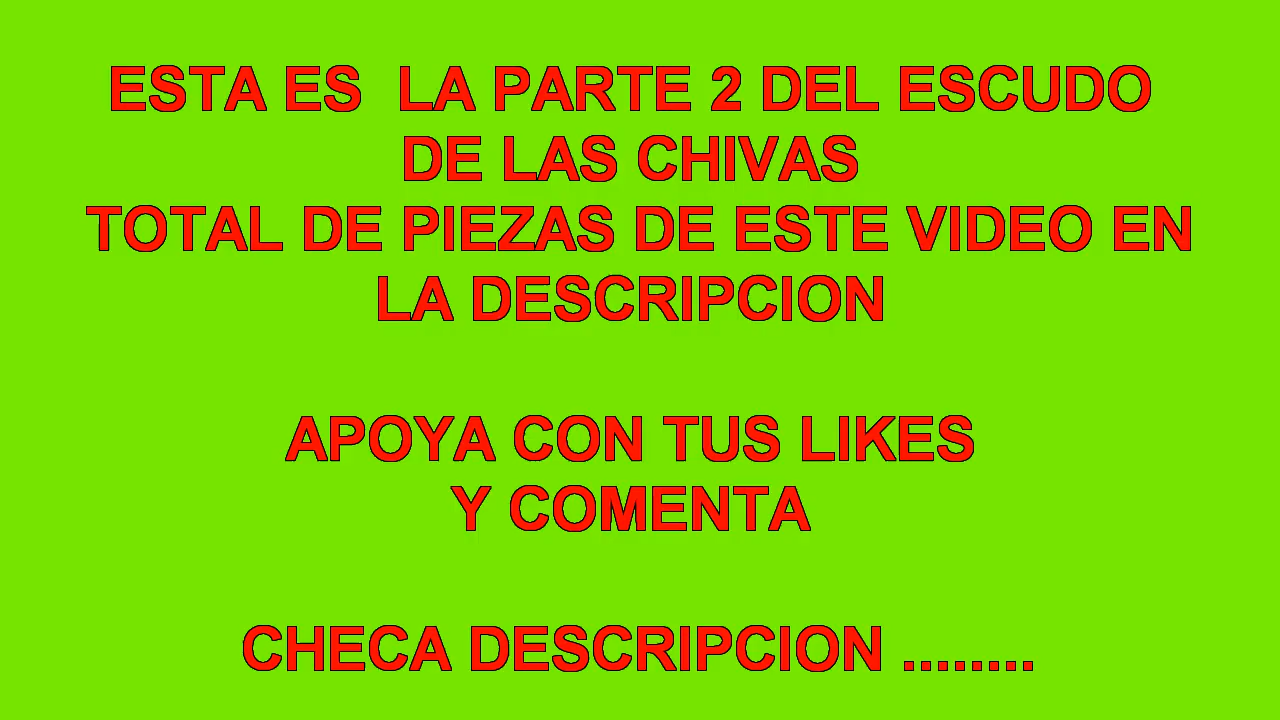 ESTA ES  LA PARTE 2 DEL ESCUDO
DE LAS CHIVAS
TOTAL DE PIEZAS DE ESTE VIDEO EN
LA DESCRIPCION
APOYA CON TUS LIKES
Y COMENTA
CHECA DESCRIPCION ........